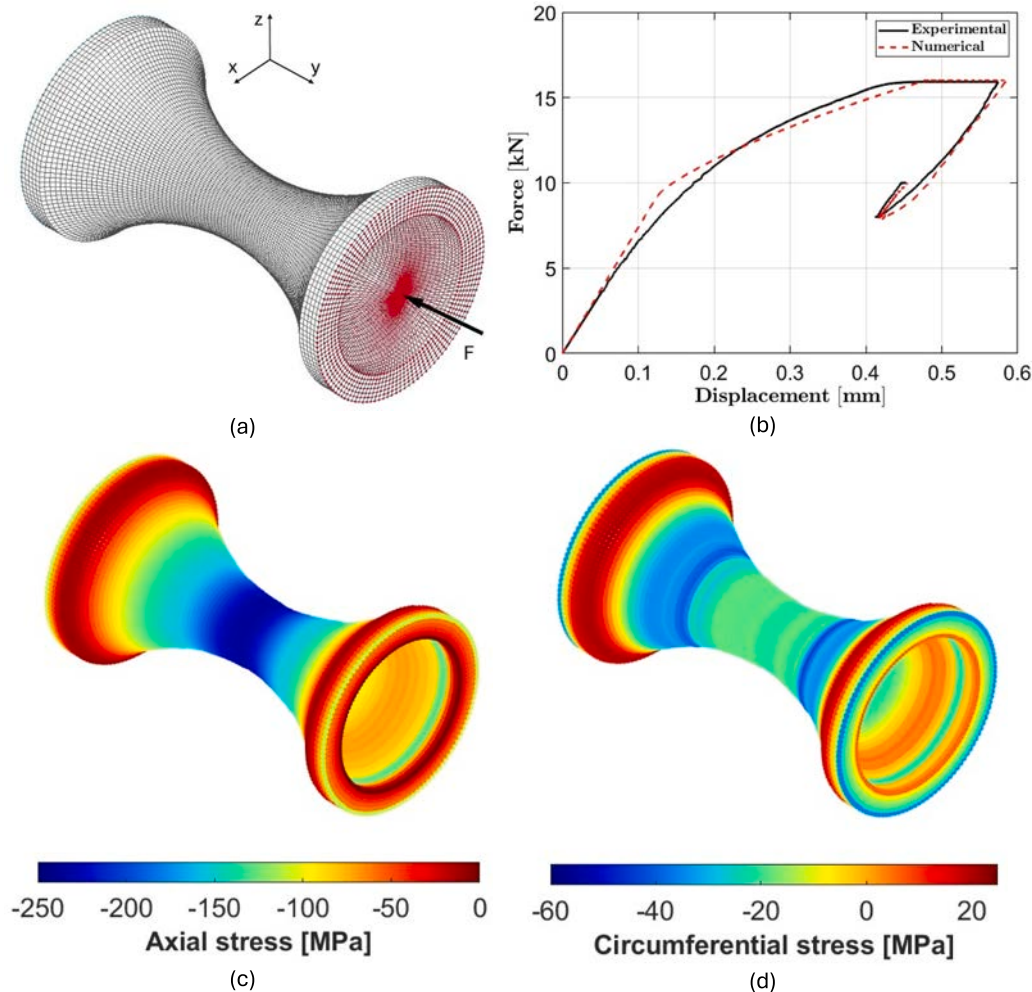 z
x
y
F
(a)
20
15
10
5
0
0
0.1
0.2
0.3
0.4
0.5
0.6
Force [kN]
Displacement [mm]
Experimental
Numerical
(b)
-250
-200
-150
-100
-50
0
Axial stress [MPa]
(c)
-60
-40
-20
0
20
Circumferential stress [MPa]
(d)